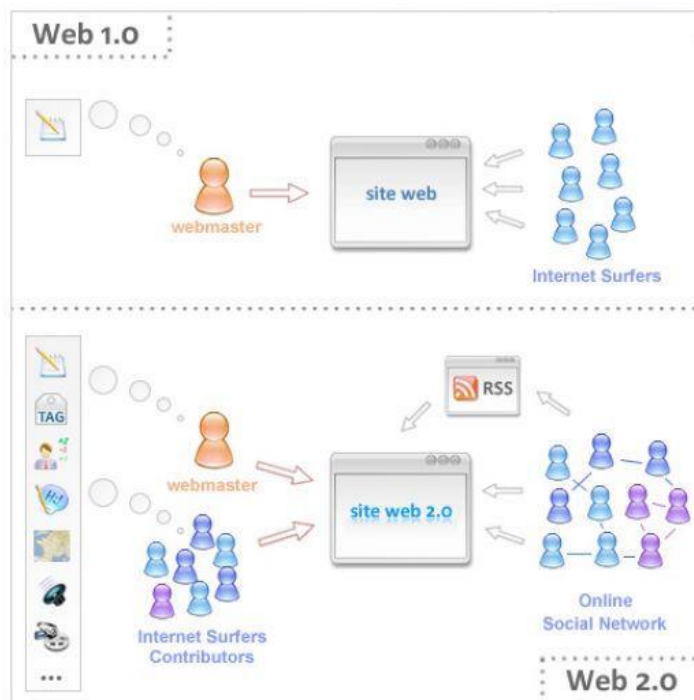 Web 1.0
site web
webmaster
Internet Surfers
TAG
RSS
webmaster
site web 2.0
Internet Surfers
Contributors
Online
Social Network
...
Web 2.0